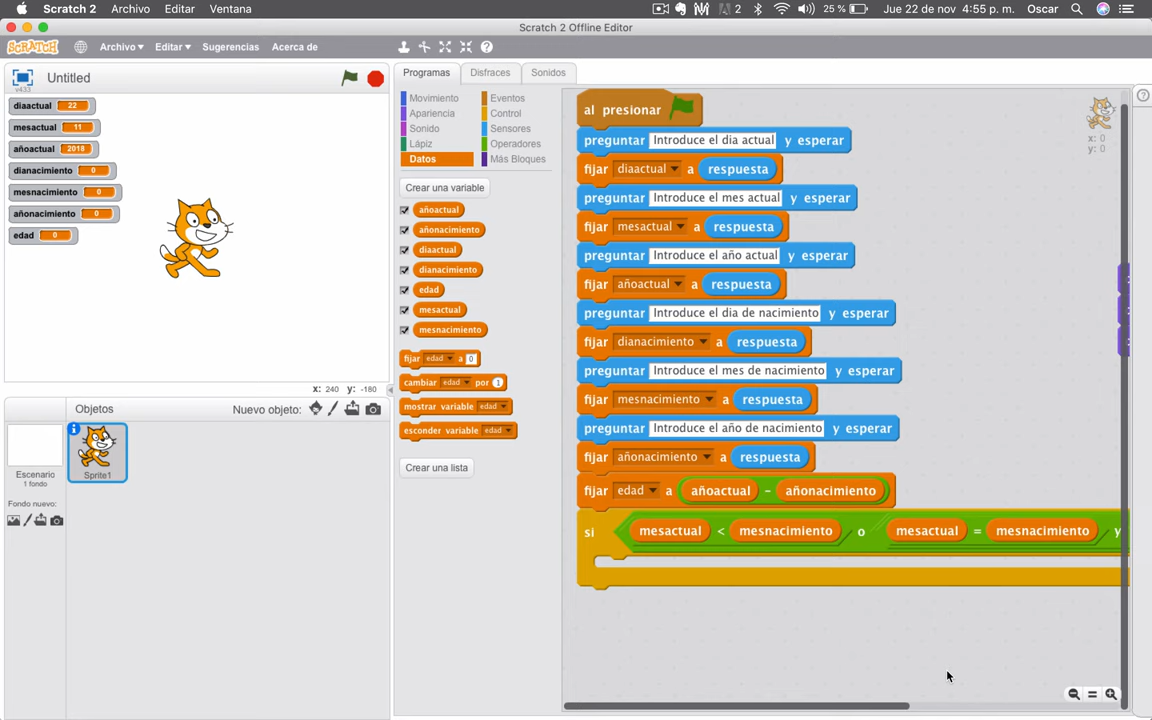 Scratch 2 Archivo Editar Ventana 2 25 % Jue 22 de nov 4:55 p. m. Oscar
Scratch 2 Offline Editor
SCRATCH Archivo Editar Sugerencias Acerca de
Untitled
v433
diaactual 22
mesactual 11
añoactual 2018
dianacimiento 0
mesnacimiento 0
añonacimiento 0
edad 0
x: 240 y: -180
Objetos Nuevo objeto:
Escenario
1 fondo
Sprite1
Fondo nuevo:
Programas Disfraces Sonidos
Movimiento Eventos
Apariencia Control
Sonido Sensores
Lápiz Operadores
Datos Más Bloques
Crear una variable
añoactual
añonacimiento
diaactual
dianacimiento
edad
mesactual
mesnacimiento
fijar edad a 0
cambiar edad por 1
mostrar variable edad
esconder variable edad
Crear una lista
al presionar
preguntar Introduce el dia actual y esperar
fijar diaactual a respuesta
preguntar Introduce el mes actual y esperar
fijar mesactual a respuesta
preguntar Introduce el año actual y esperar
fijar añoactual a respuesta
preguntar Introduce el dia de nacimiento y esperar
fijar dianacimiento a respuesta
preguntar Introduce el mes de nacimiento y esperar
fijar mesnacimiento a respuesta
preguntar Introduce el año de nacimiento y esperar
fijar añonacimiento a respuesta
fijar edad a añoactual - añonacimiento
si mesactual < mesnacimiento o mesactual = mesnacimiento y
x: 0
y: 0